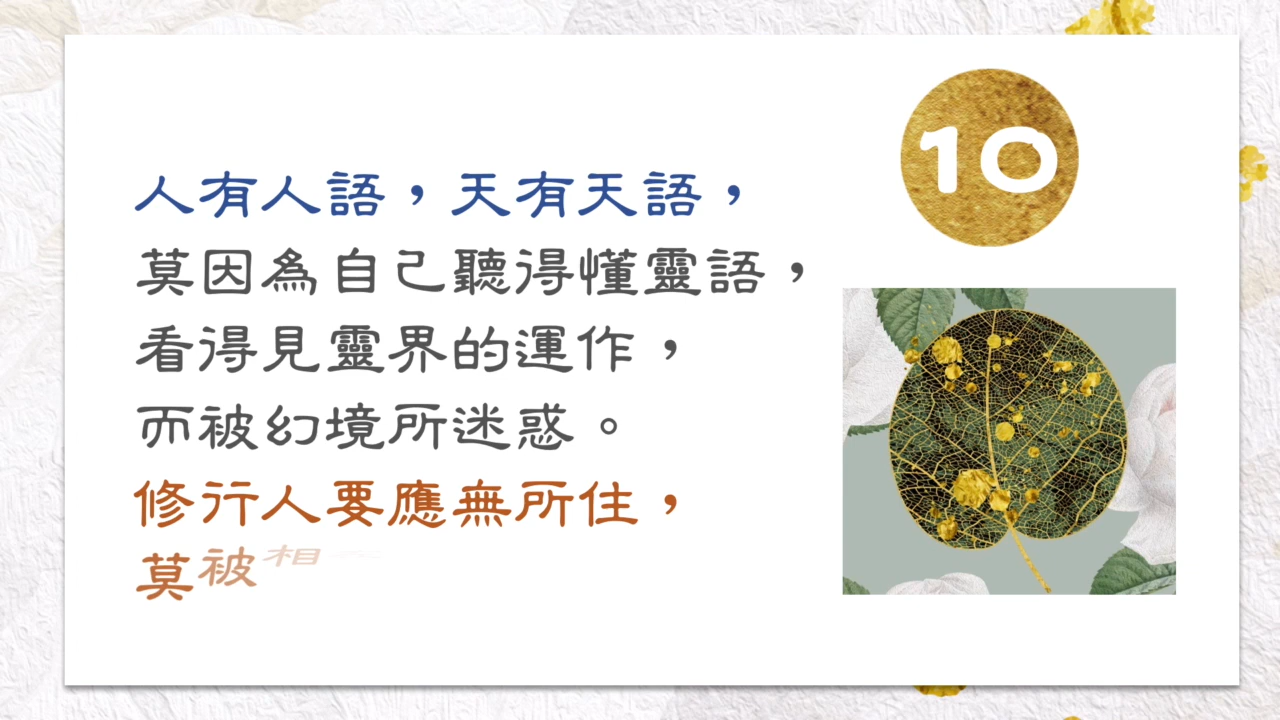 10
人有人語，天有天語，
莫因為自己聽得懂靈語，
看得見靈界的運作，
而被幻境所迷惑。
修行人要應無所住，
莫被相